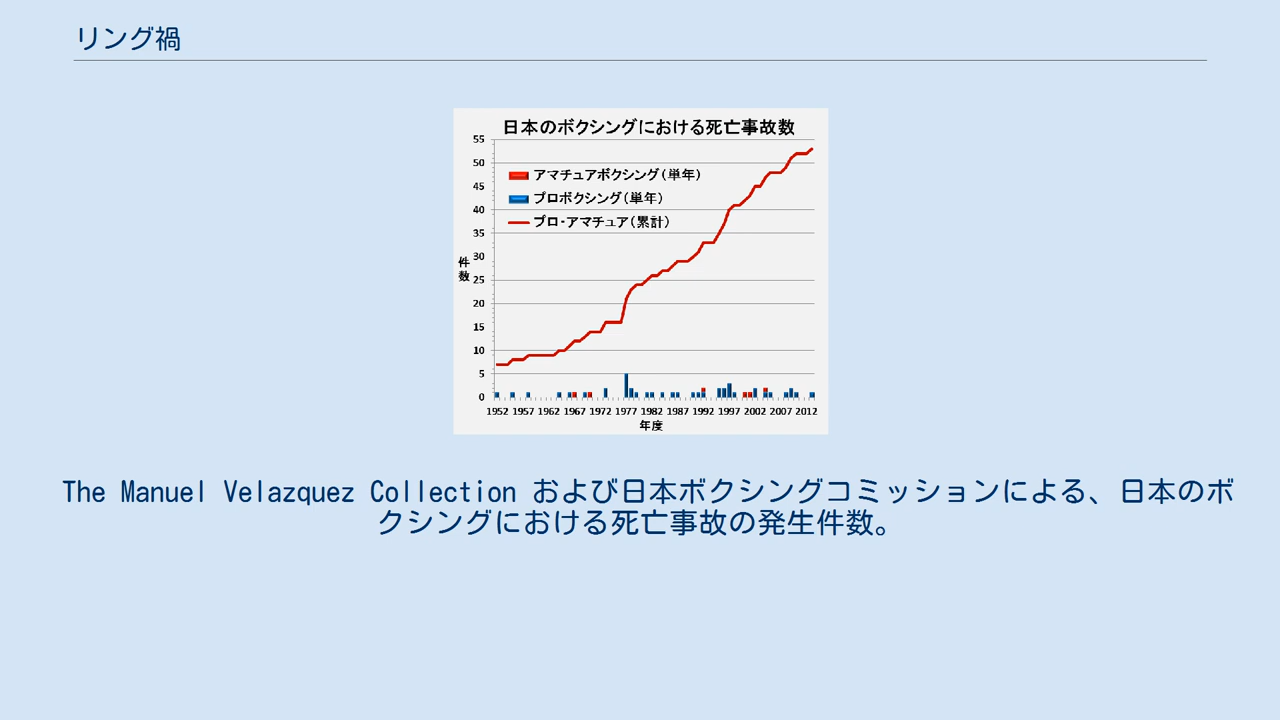 リング禍
日本のボクシングにおける死亡事故数
55
50
45
40
35
30
25
20
15
10
5
0
アマチュアボクシング(単年)
プロボクシング(単年)
プロ・アマチュア(累計)
件数
1952 1957 1962 1967 1972 1977 1982 1987 1992 1997 2002 2007 2012
年度
The Manuel Velazquez Collection および日本ボクシングコミッションによる、日本のボ
クシングにおける死亡事故の発生件数。